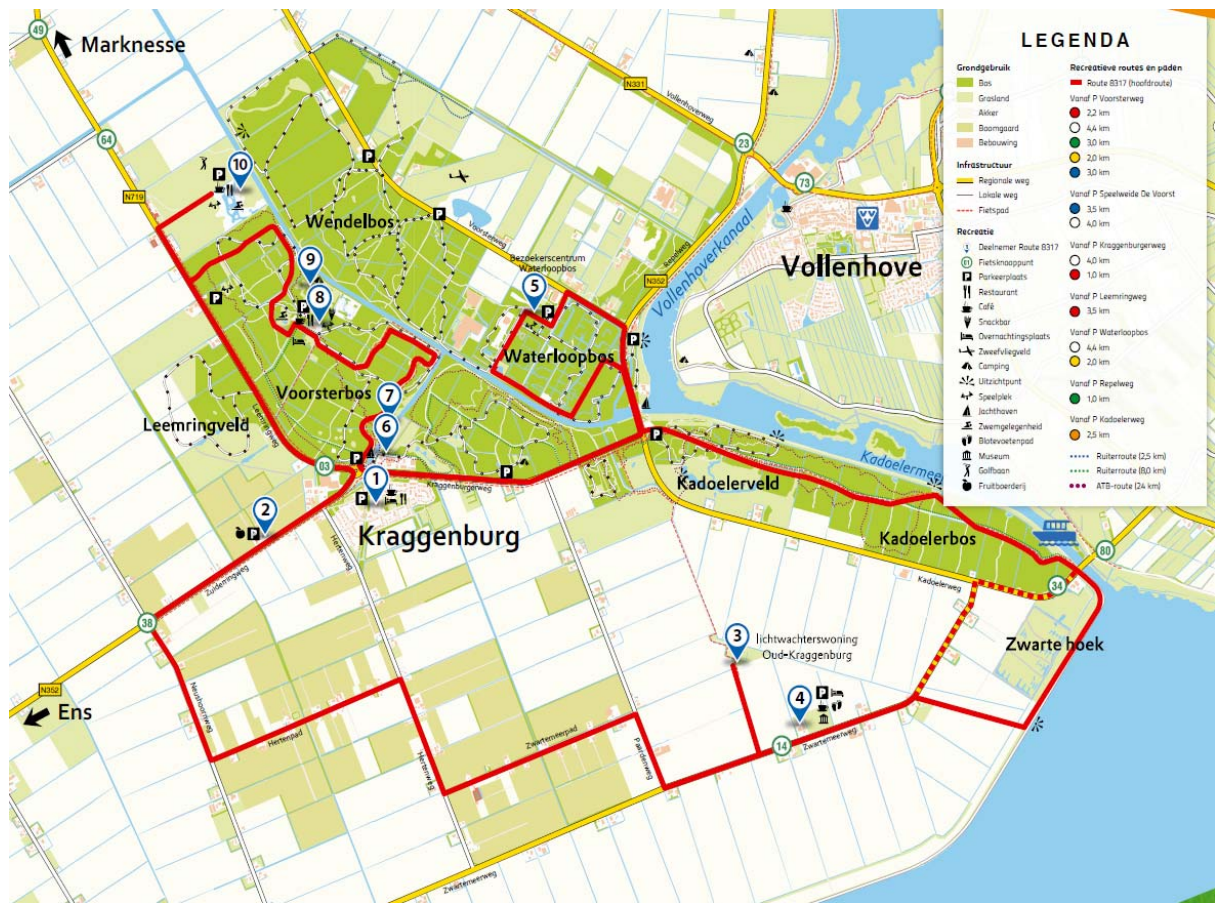 49
Marknesse
64
N719
10
N331
Vollenhoverweg
23
73
Wendelbos
Voorsterweg
Bezoekerscentrum
Waterloopbos
Repelweg
N352
Vollenhoverkanaal
Vollenhove
9
8
5
Waterloopbos
Voorsterbos
7
Leemringveld
Leemringweg
6
03
1
Kraggenburgerweg
Kraggenburg
2
Hertenweg
Zuiderringweg
38
N352
Ens
Neushoornweg
Hertenpad
Hertenweg
Zwartemeerpad
Paardenweg
Kadoelerveld
Kadoelermeer
Kadoelerbos
80
34
Kadoelerweg
Zwarte hoek
3
lichtwachterswoning
Oud-Kraggenburg
4
14
Zwartemeerweg
Zwartemeerweg
LEGENDA
Grondgebruik
Bos
Grasland
Akker
Boomgaard
Bebouwing
Infrastructuur
Regionale weg
Lokale weg
Fietspad
Recreatie
Deelnemer Route 8317
Fietsknooppunt
Parkeerplaats
Restaurant
Café
Snackbar
Overnachtingsplaats
Zweefvliegveld
Camping
Uitzichtpunt
Speelplek
Jachthaven
Zwemgelegenheid
Blotevoetenpad
Museum
Golfbaan
Fruitboerderij
Recreatieve routes en paden
Route 8317 (hoofdroute)
Vanaf P Voorsterweg
2,2 km
4,4 km
3,0 km
2,0 km
3,0 km
Vanaf P Speelweide De Voorst
3,5 km
4,0 km
Vanaf P Kraggenburgerweg
4,0 km
1,0 km
Vanaf P Leemringweg
3,5 km
Vanaf P Waterloopbos
4,4 km
2,0 km
Vanaf P Repelweg
1,0 km
Vanaf P Kadoelerweg
2,5 km
Ruiterroute (2,5 km)
Ruiterroute (8,0 km)
ATB-route (24 km)